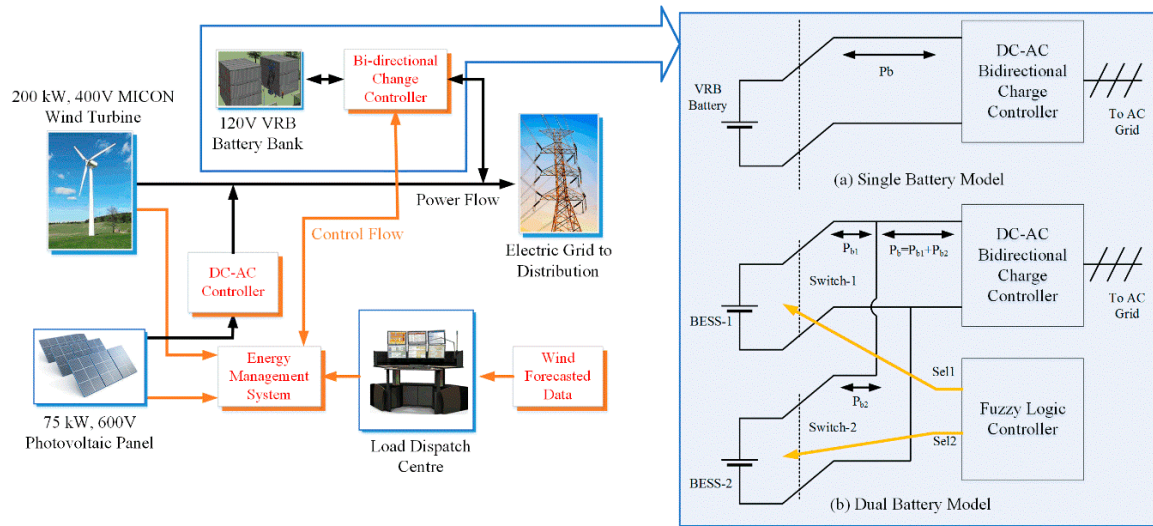 200 kW, 400V MICON
Wind Turbine
120V VRB
Battery Bank
Bi-directional
Change
Controller
Power Flow
Control Flow
Electric Grid to
Distribution
DC-AC
Controller
75 kW, 600V
Photovoltaic Panel
Energy
Management
System
Load Dispatch
Centre
Wind
Forecasted
Data
VRB
Battery
Pb
DC-AC
Bidirectional
Charge
Controller
To AC
Grid
(a) Single Battery Model
BESS-1
Switch-1
Pb1
Pb=Pb1+Pb2
DC-AC
Bidirectional
Charge
Controller
To AC
Grid
BESS-2
Switch-2
Pb2
Sel1
Sel2
Fuzzy Logic
Controller
(b) Dual Battery Model